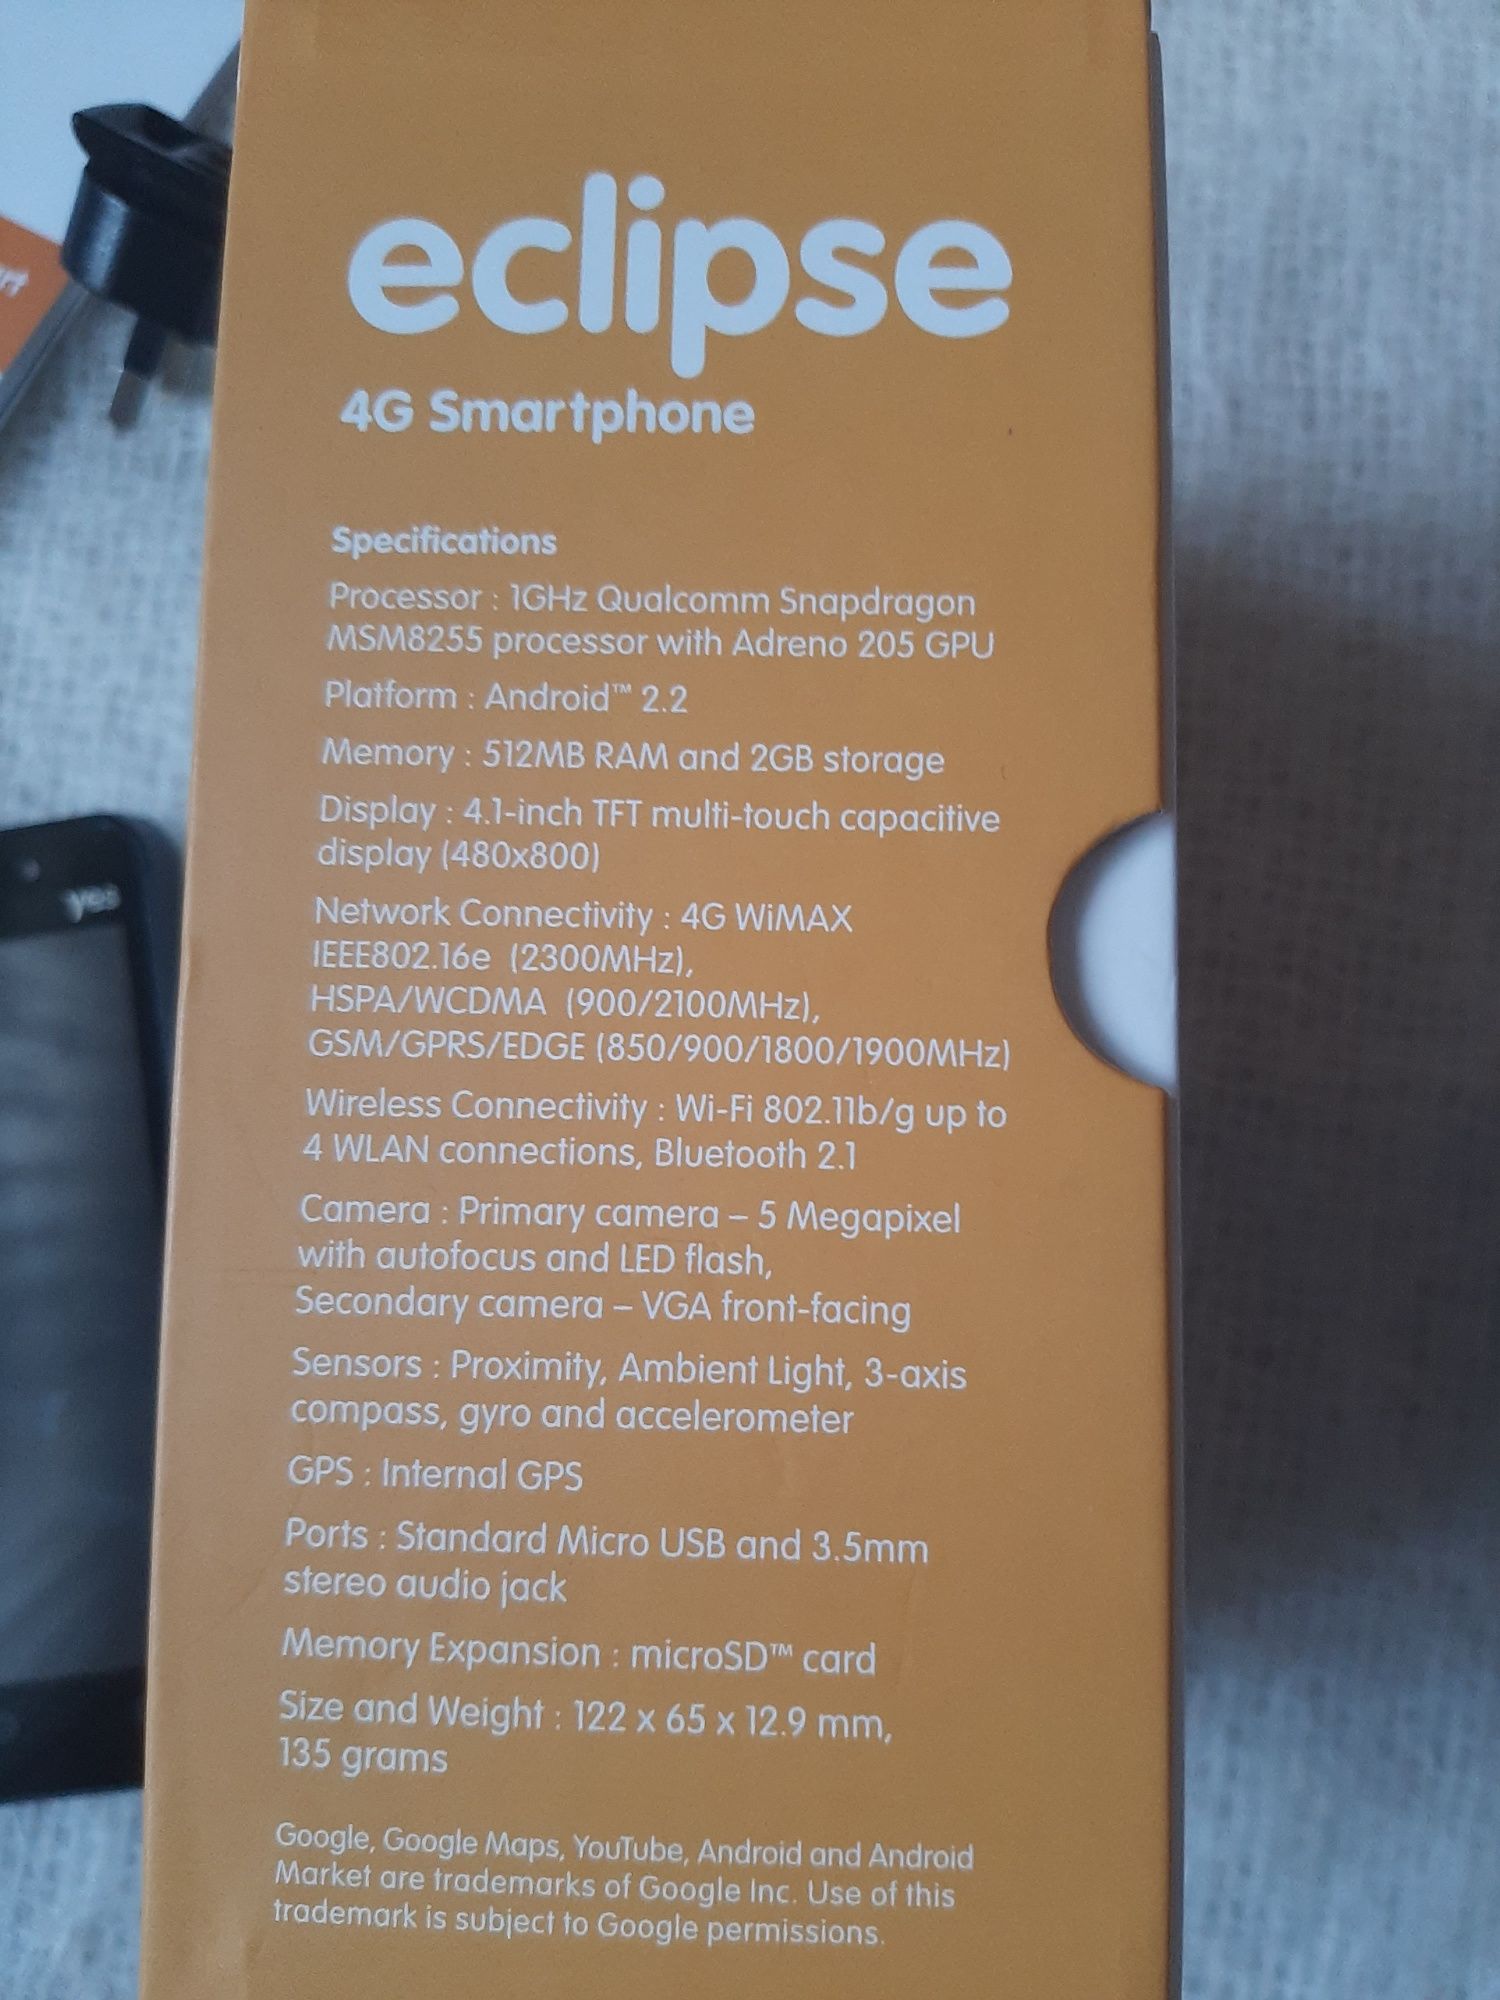 eclipse
4G Smartphone
Specifications
Processor : 1GHz Qualcomm Snapdragon
MSM8255 processor with Adreno 205 GPU
Platform : Android™ 2.2
Memory : 512MB RAM and 2GB storage
Display : 4.1-inch TFT multi-touch capacitive
display (480x800)
Network Connectivity : 4G WiMAX
IEEE802.16e (2300MHz),
HSPA/WCDMA (900/2100MHz),
GSM/GPRS/EDGE (850/900/1800/1900MHz)
Wireless Connectivity : Wi-Fi 802.11b/g up to
4 WLAN connections, Bluetooth 2.1
Camera : Primary camera – 5 Megapixel
with autofocus and LED flash,
Secondary camera – VGA front-facing
Sensors : Proximity, Ambient Light, 3-axis
compass, gyro and accelerometer
GPS : Internal GPS
Ports : Standard Micro USB and 3.5mm
stereo audio jack
Memory Expansion : microSD™ card
Size and Weight : 122 x 65 x 12.9 mm,
135 grams
Google, Google Maps, YouTube, Android and Android
Market are trademarks of Google Inc. Use of this
trademark is subject to Google permissions.
yes